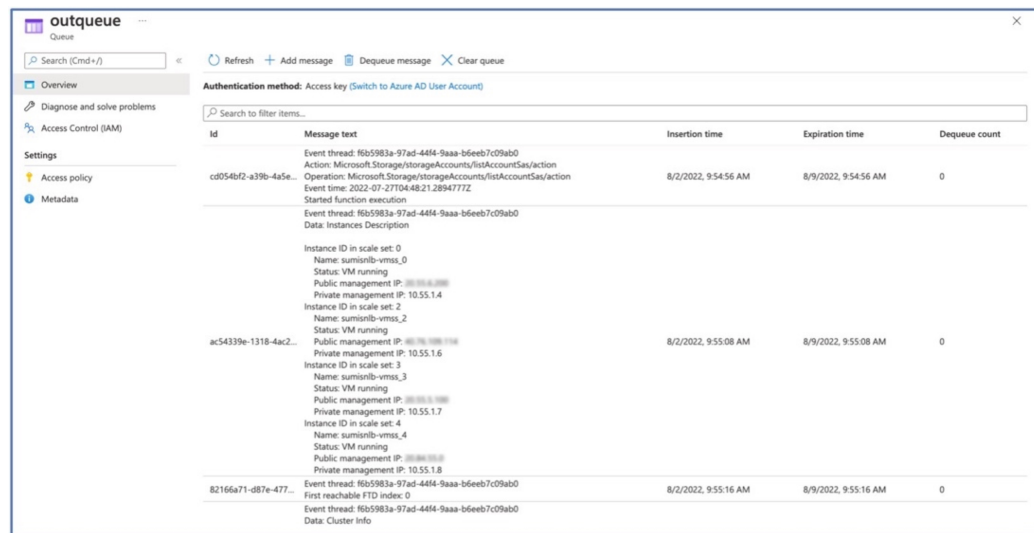 outqueue ...
Queue
Search (Cmd+/)
Overview
Diagnose and solve problems
Access Control (IAM)
Settings
Access policy
Metadata
Refresh Add message Dequeue message Clear queue
Authentication method: Access key (Switch to Azure AD User Account)
Search to filter items...
Id Message text Insertion time Expiration time Dequeue count
Event thread: f6b5983a-97ad-44f4-9aaa-b6eeb7c09ab0
Action: Microsoft.Storage/storageAccounts/listAccountSas/action
cd054bf2-a39b-4a5e... Operation: Microsoft.Storage/storageAccounts/listAccountSas/action 8/2/2022, 9:54:56 AM 8/9/2022, 9:54:56 AM 0
Event time: 2022-07-27T04:48:21.2894777Z
Started function execution
Event thread: f6b5983a-97ad-44f4-9aaa-b6eeb7c09ab0
Data: Instances Description
Instance ID in scale set: 0
Name: sumisnlb-vmss_0
Status: VM running
Public management IP:
Private management IP: 10.55.1.4
Instance ID in scale set: 2
Name: sumisnlb-vmss_2
Status: VM running
ac54339e-1318-4ac2... Public management IP: 8/2/2022, 9:55:08 AM 8/9/2022, 9:55:08 AM 0
Private management IP: 10.55.1.6
Instance ID in scale set: 3
Name: sumisnlb-vmss_3
Status: VM running
Public management IP:
Private management IP: 10.55.1.7
Instance ID in scale set: 4
Name: sumisnlb-vmss_4
Status: VM running
Public management IP:
Private management IP: 10.55.1.8
82166a71-d87e-477... Event thread: f6b5983a-97ad-44f4-9aaa-b6eeb7c09ab0 8/2/2022, 9:55:16 AM 8/9/2022, 9:55:16 AM 0
First reachable FTD index: 0
Event thread: f6b5983a-97ad-44f4-9aaa-b6eeb7c09ab0
Data: Cluster Info